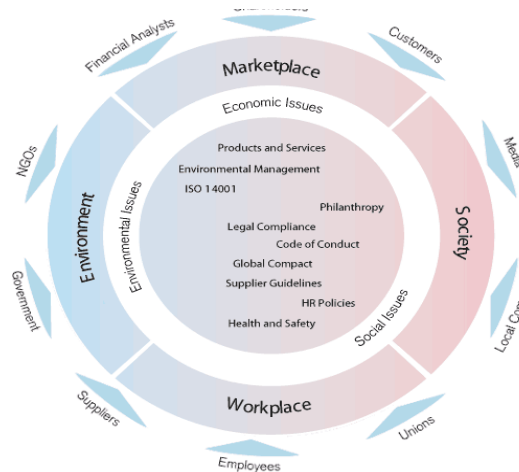 Financial Analysts
Customers
Marketplace
Economic Issues
NGOs
Media
Products and Services
Environmental Management
ISO 14001
Philanthropy
Environment
Environmental Issues
Legal Compliance
Code of Conduct
Society
Global Compact
Supplier Guidelines
Government
HR Policies
Social Issues
Local
Health and Safety
Suppliers
Workplace
Unions
Employees